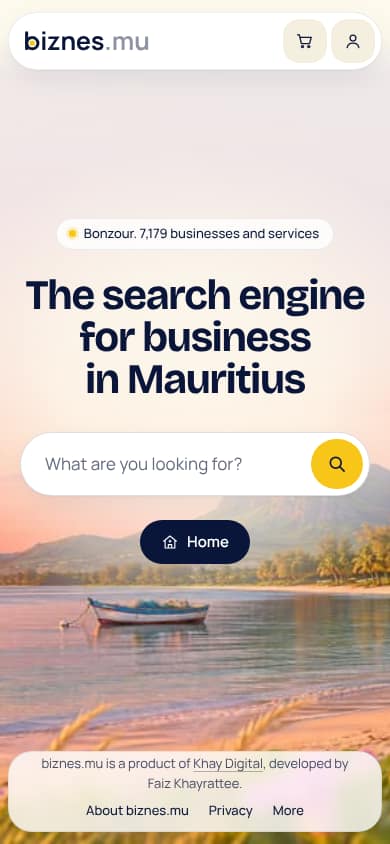 biznes.mu
Bonzour. 7,179 businesses and services
The search engine
for business
in Mauritius
What are you looking for?
Home
biznes.mu is a product of Khay Digital, developed by
Faiz Khayrattee.
About biznes.mu Privacy More